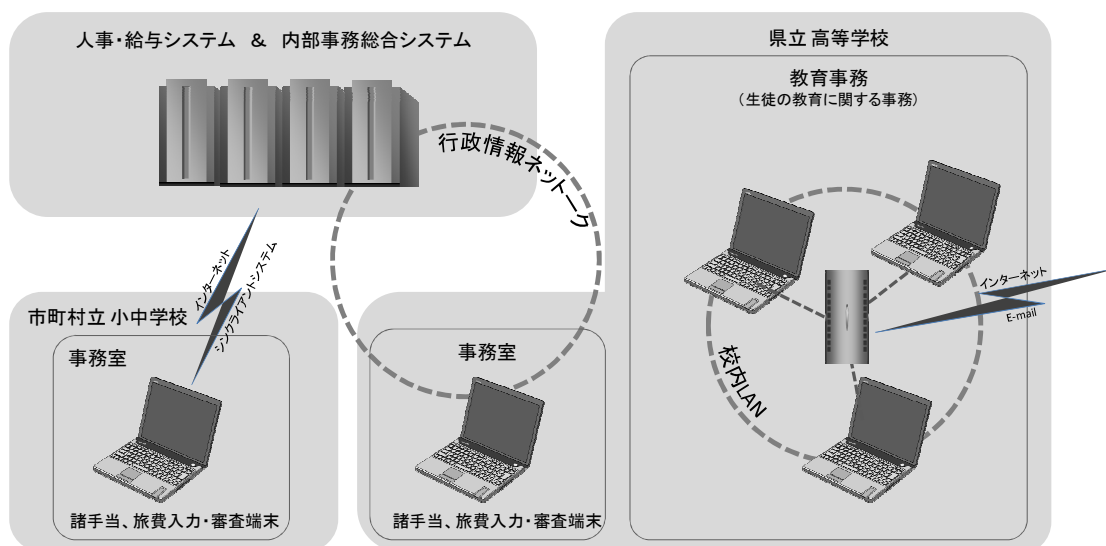 人事・給与システム ＆ 内部事務総合システム
行政情報ネットーク
インターネット
シンクライアントシステム
市町村立 小中学校
事務室
諸手当、旅費入力・審査端末
事務室
諸手当、旅費入力・審査端末
県立 高等学校
教育事務
（生徒の教育に関する事務）
インターネット
E-mail
校内LAN